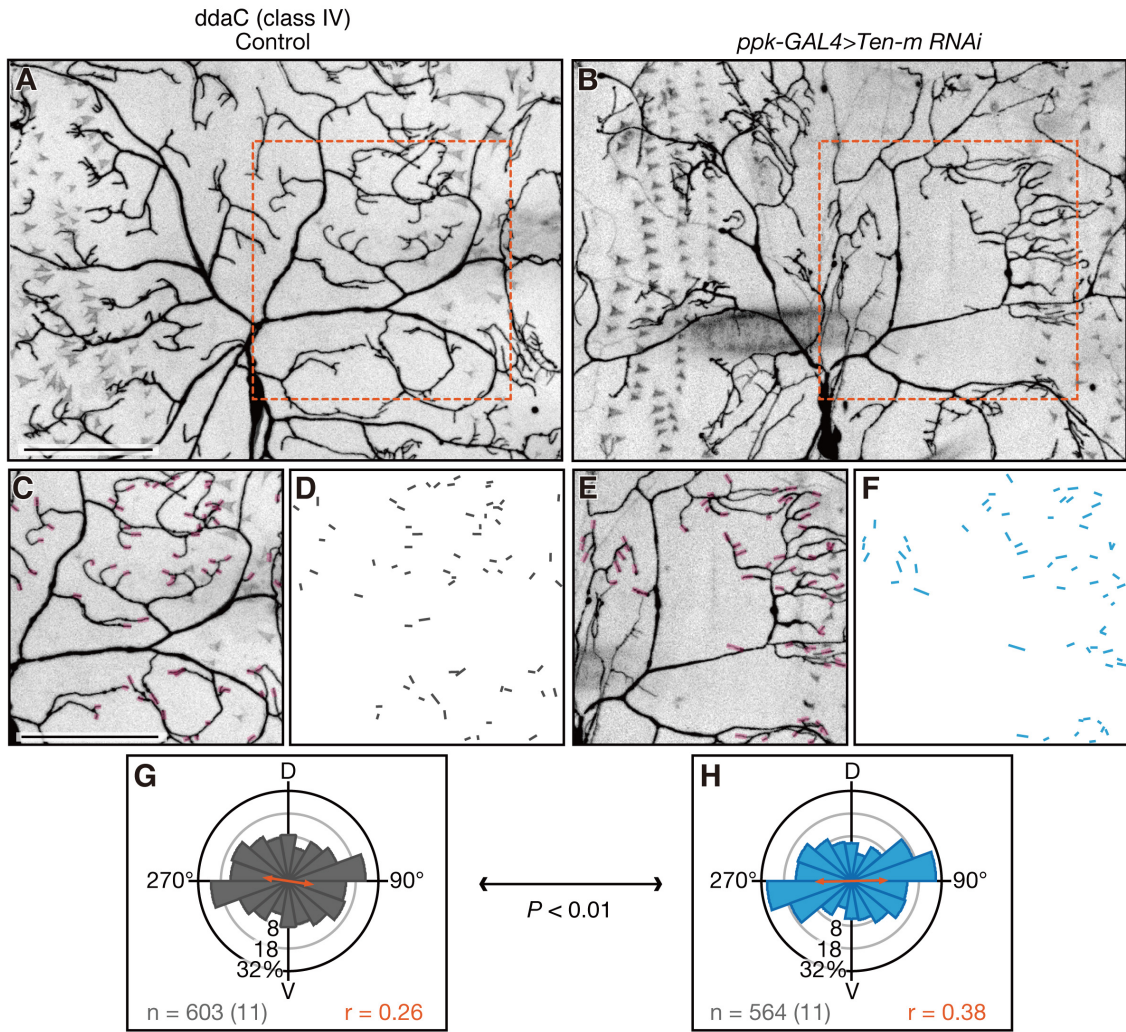 ddaC (class IV)
Control
ppk-GAL4>Ten-m RNAi
A
B
C
D
E
F
G
D
270°
90°
8
18
32%
V
n = 603 (11)
r = 0.26
P < 0.01
H
D
270°
90°
8
18
32%
V
n = 564 (11)
r = 0.38